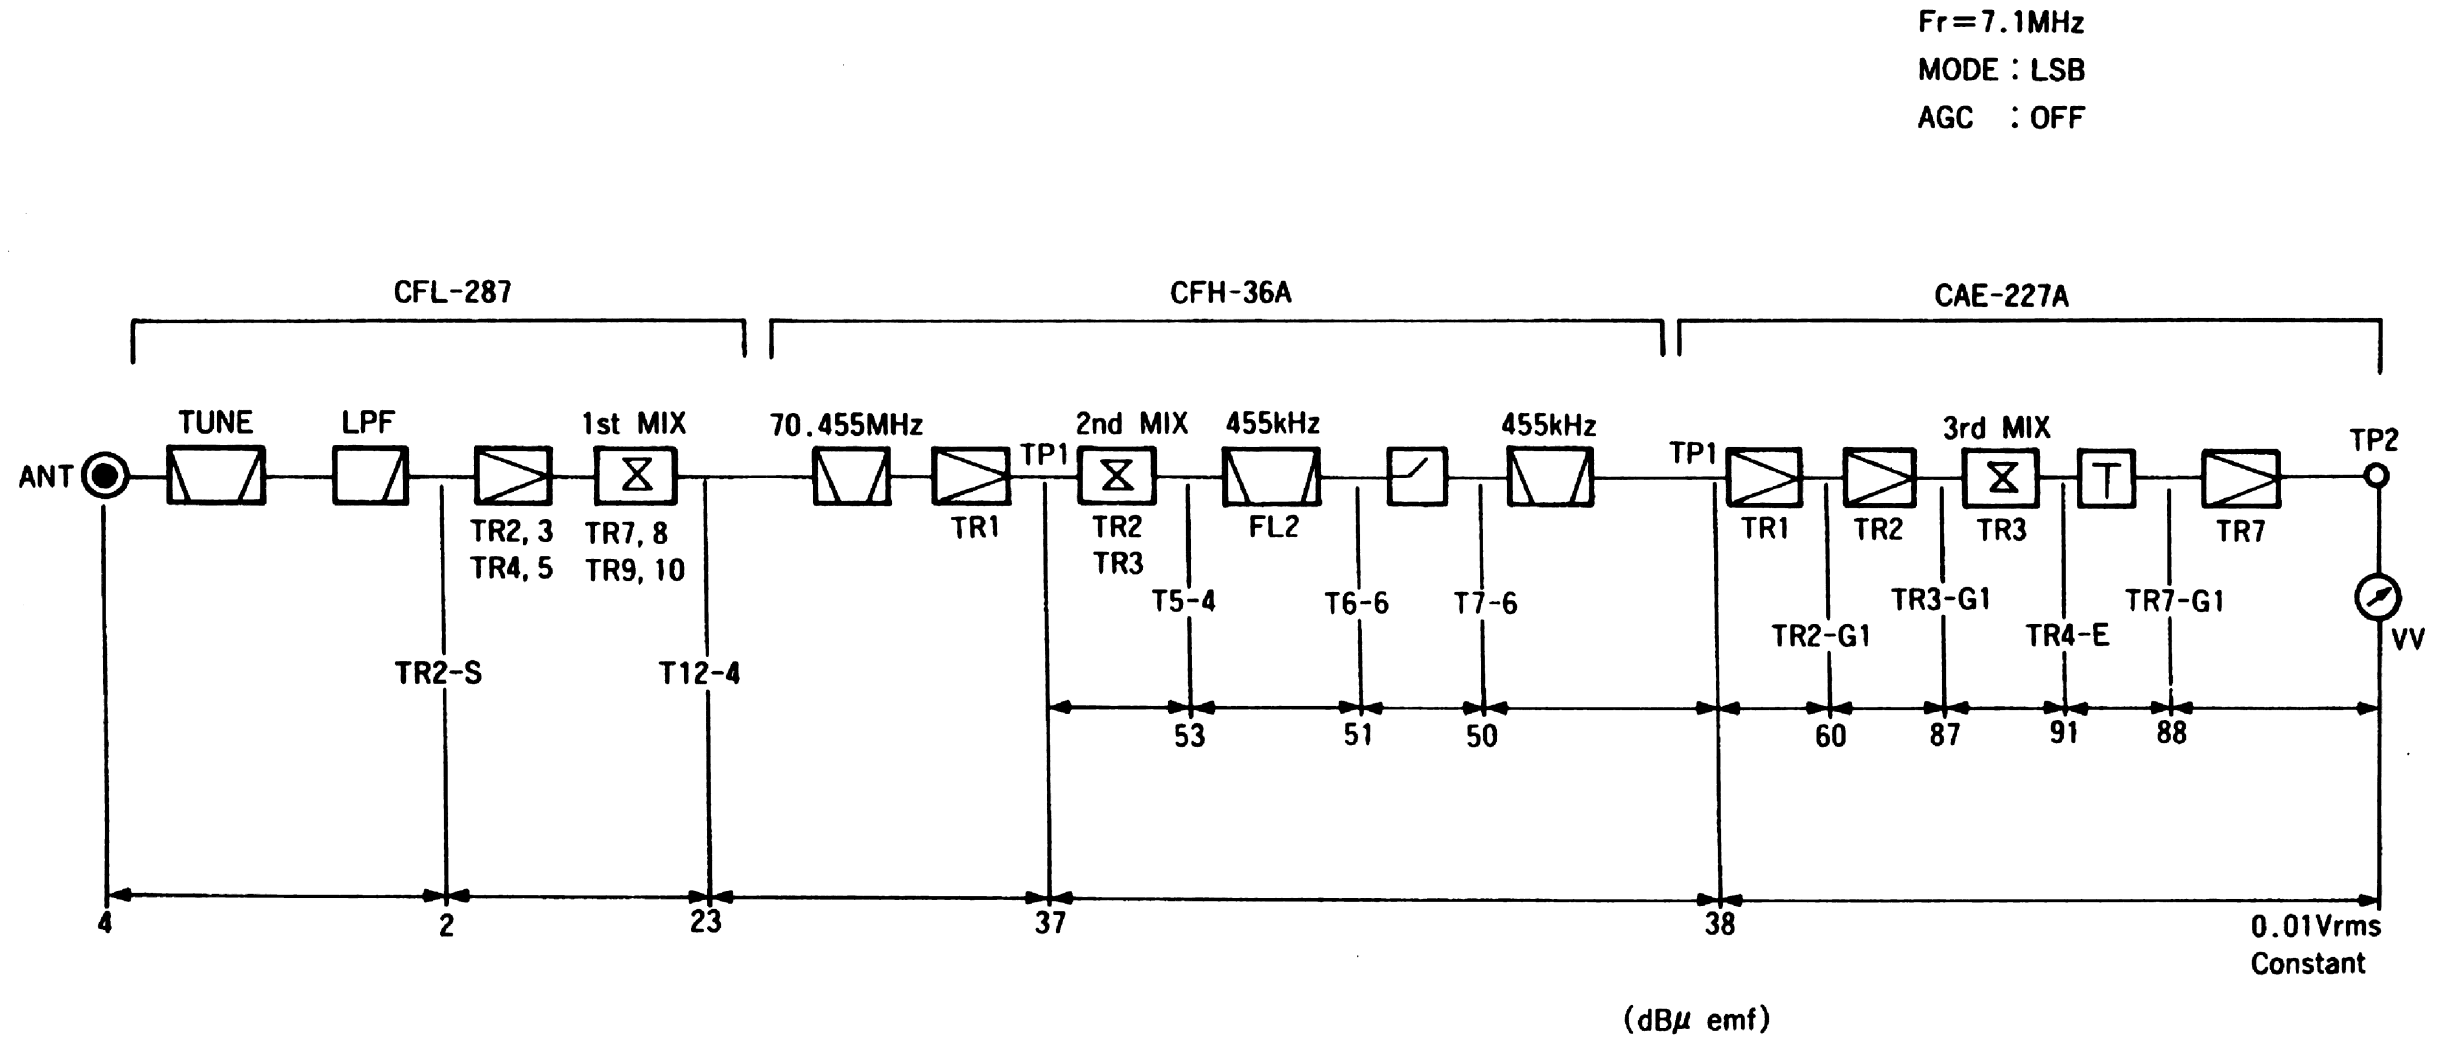 Fr=7.1MHz
MODE : LSB
AGC : OFF
CFL-287
CFH-36A
CAE-227A
TUNE
LPF
1st MIX
70.455MHz
TP1
2nd MIX
455kHz
455kHz
TP1
3rd MIX
TP2
ANT
T
TR2, 3
TR4, 5
TR7, 8
TR9, 10
TR1
TR2
TR3
FL2
TR1
TR2
TR3
TR7
T5-4
T6-6
T7-6
TR3-G1
TR7-G1
TR2-G1
TR4-E
VV
TR2-S
T12-4
53
51
50
60
87
91
88
4
2
23
37
38
0.01Vrms
Constant
(dBμ emf)